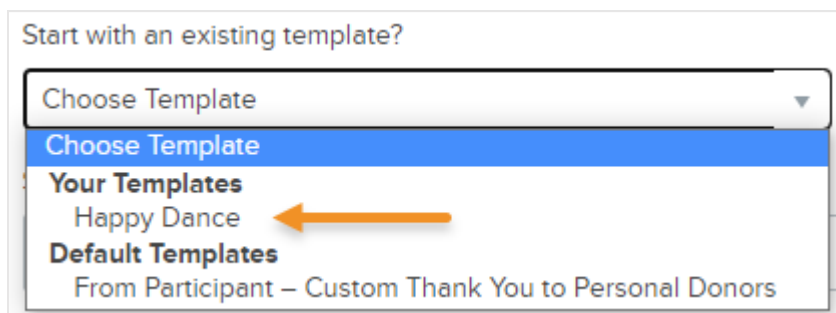 Start with an existing template?
Choose Template
Choose Template
Your Templates
Happy Dance
Default Templates
From Participant – Custom Thank You to Personal Donors